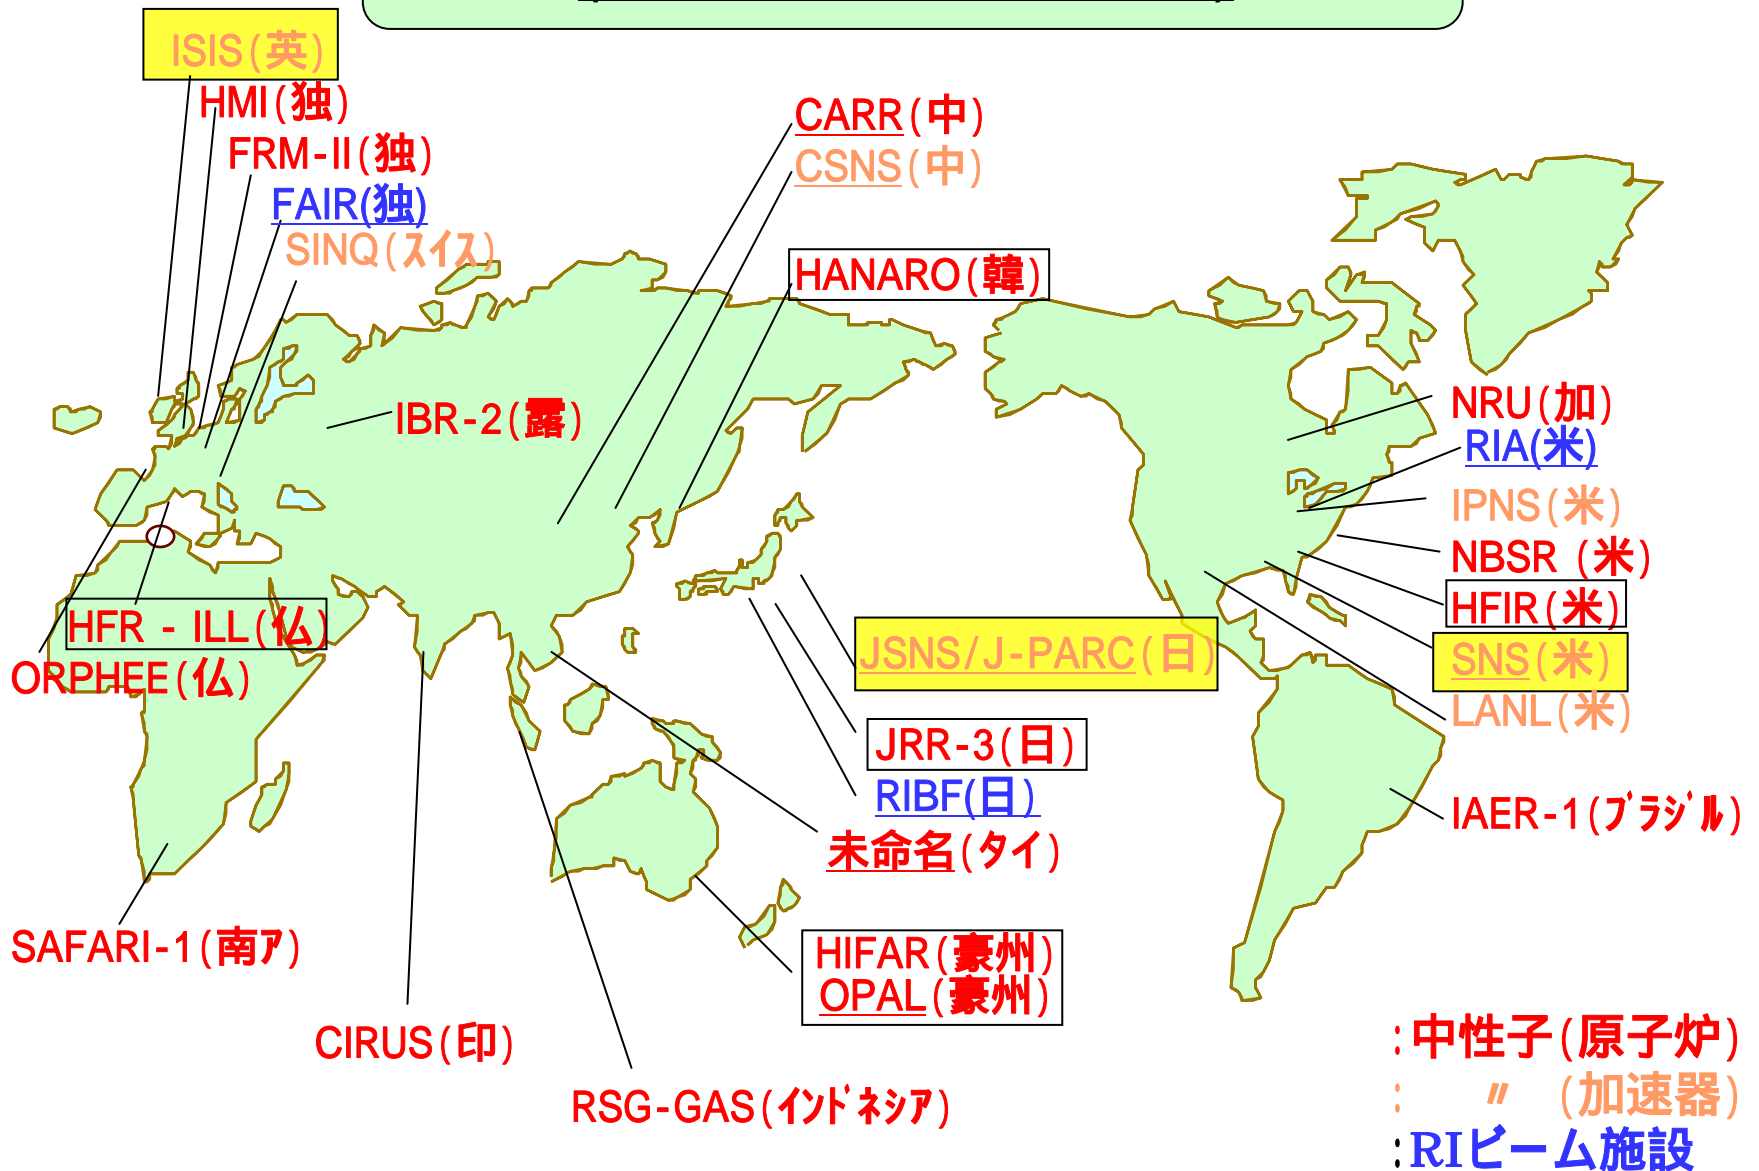 ISIS(英)
HMI(独)
FRM-II(独)
FAIR(独)
SINQ(スイス)
CARR(中)
CSNS(中)
HANARO(韓)
IBR-2(露)
NRU(加)
RIA(米)
IPNS(米)
NBSR (米)
HFIR(米)
SNS(米)
LANL(米)
HFR - ILL(仏)
ORPHEE(仏)
JSNS/J-PARC(日)
JRR-3(日)
RIBF(日)
未命名(タイ)
IAER-1(ブラジル)
SAFARI-1(南ア)
HIFAR(豪州)
OPAL(豪州)
CIRUS(印)
RSG-GAS(インドネシア)
:中性子(原子炉)
: 〃 (加速器)
:RIビーム施設